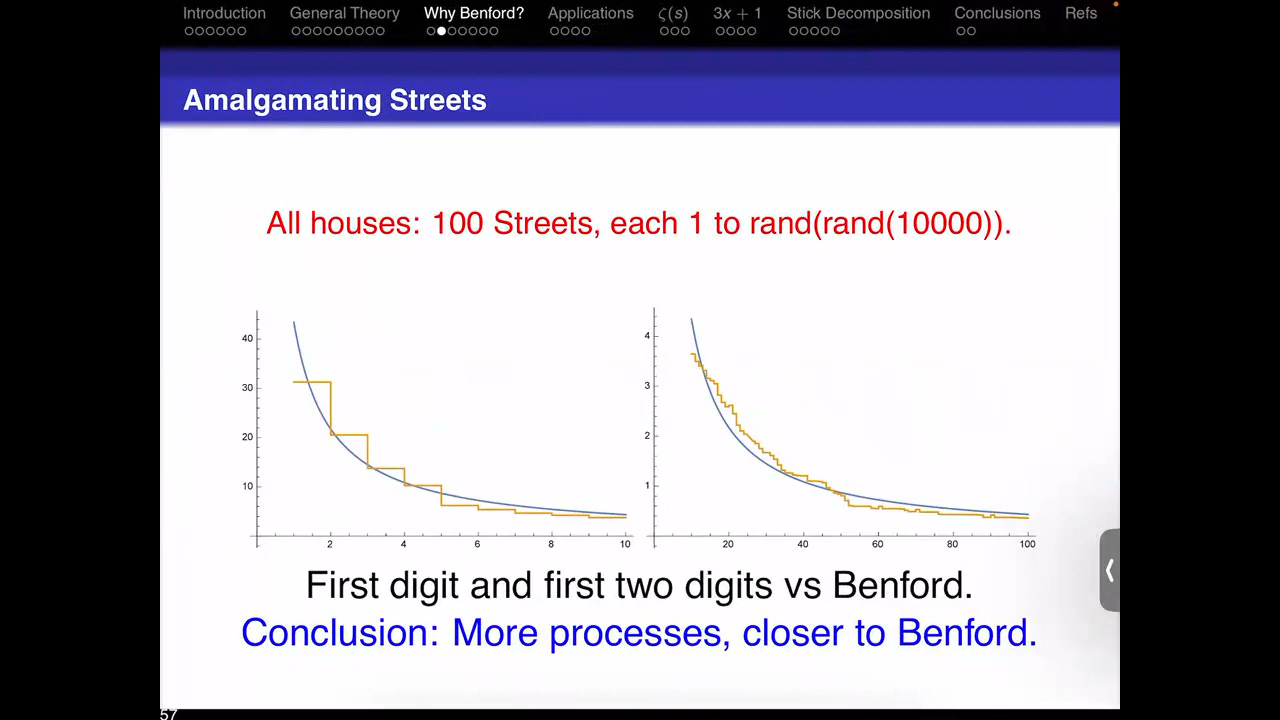 Introduction General Theory Why Benford? Applications ζ(s) 3x + 1 Stick Decomposition Conclusions Refs
Amalgamating Streets
All houses: 100 Streets, each 1 to rand(rand(10000)).
40
30
20
10
2 4 6 8 10
4
3
2
1
20 40 60 80 100
First digit and first two digits vs Benford.
Conclusion: More processes, closer to Benford.
57